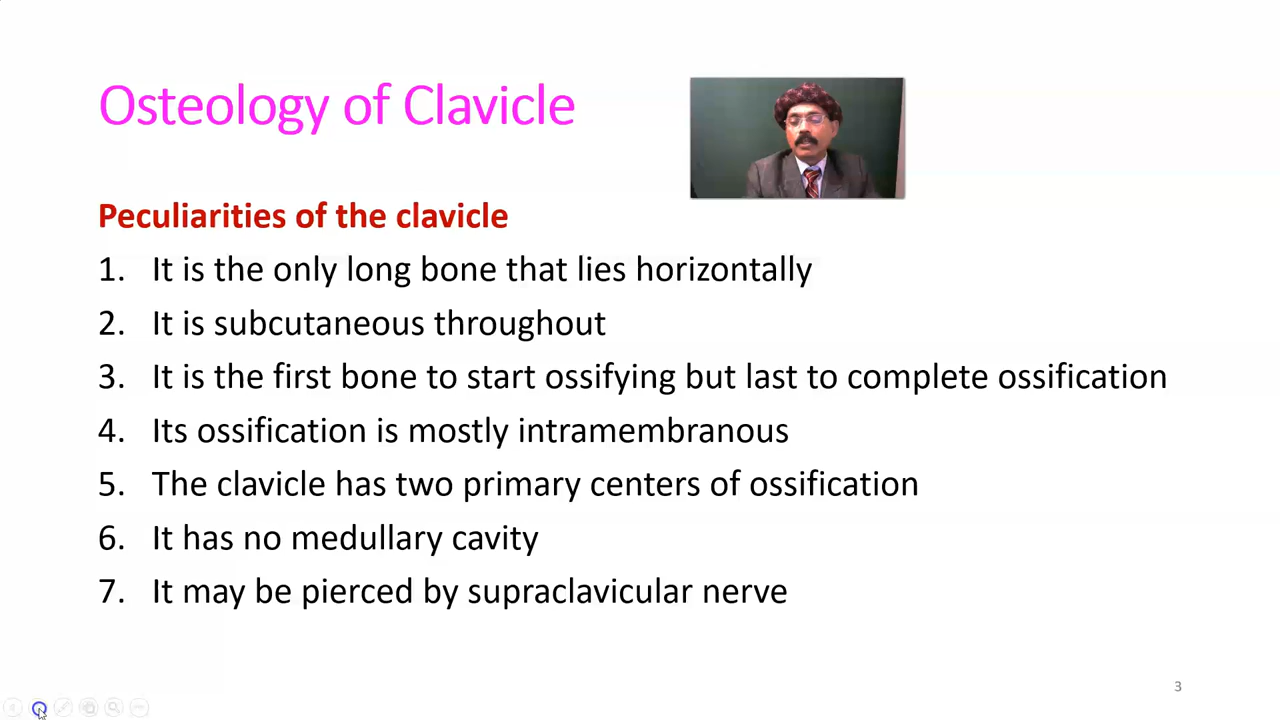 Osteology of Clavicle
Peculiarities of the clavicle
1. It is the only long bone that lies horizontally
2. It is subcutaneous throughout
3. It is the first bone to start ossifying but last to complete ossification
4. Its ossification is mostly intramembranous
5. The clavicle has two primary centers of ossification
6. It has no medullary cavity
7. It may be pierced by supraclavicular nerve
3